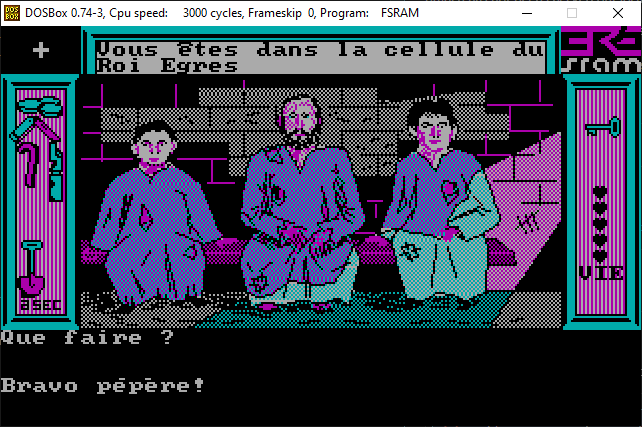 DOSBox 0.74-3, Cpu speed: 3000 cycles, Frameskip 0, Program: FSRAM
Vous êtes dans la cellule du
Roi Egres
ERE
sram
VIE
Que faire ?
Bravo pépère!